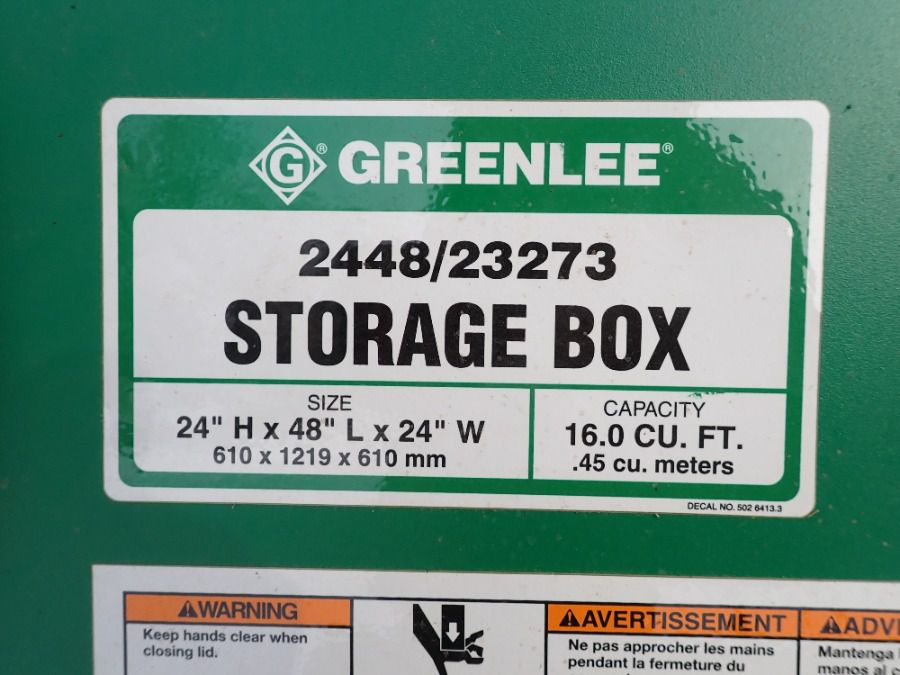 G® GREENLEE®
2448/23273
STORAGE BOX
SIZE
24" H x 48" L x 24" W
610 x 1219 x 610 mm
CAPACITY
16.0 CU. FT.
.45 cu. meters
DECAL NO. 502 6413.3
WARNING
Keep hands clear when
closing lid.
AVERTISSEMENT
Ne pas approcher les mains
pendant la fermeture du
Mantenga
manos al